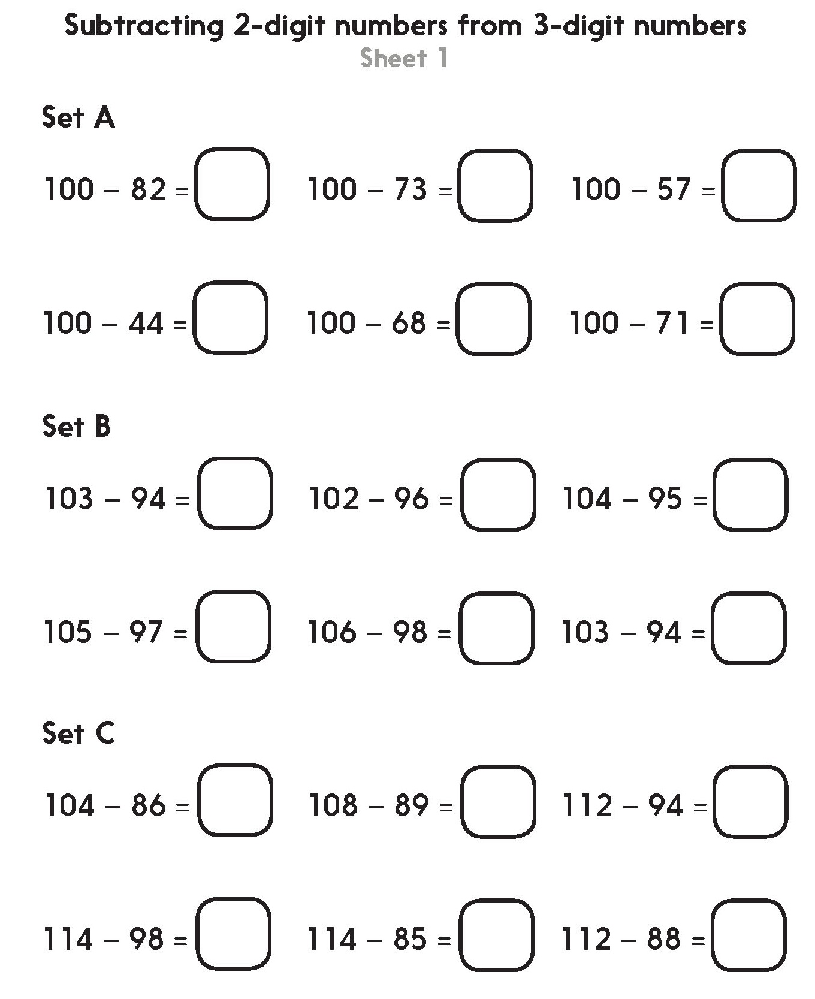 Subtracting 2-digit numbers from 3-digit numbers
Sheet 1
Set A
100 – 82 = 100 – 73 = 100 – 57 =
100 – 44 = 100 – 68 = 100 – 71 =
Set B
103 – 94 = 102 – 96 = 104 – 95 =
105 – 97 = 106 – 98 = 103 – 94 =
Set C
104 – 86 = 108 – 89 = 112 – 94 =
114 – 98 = 114 – 85 = 112 – 88 =